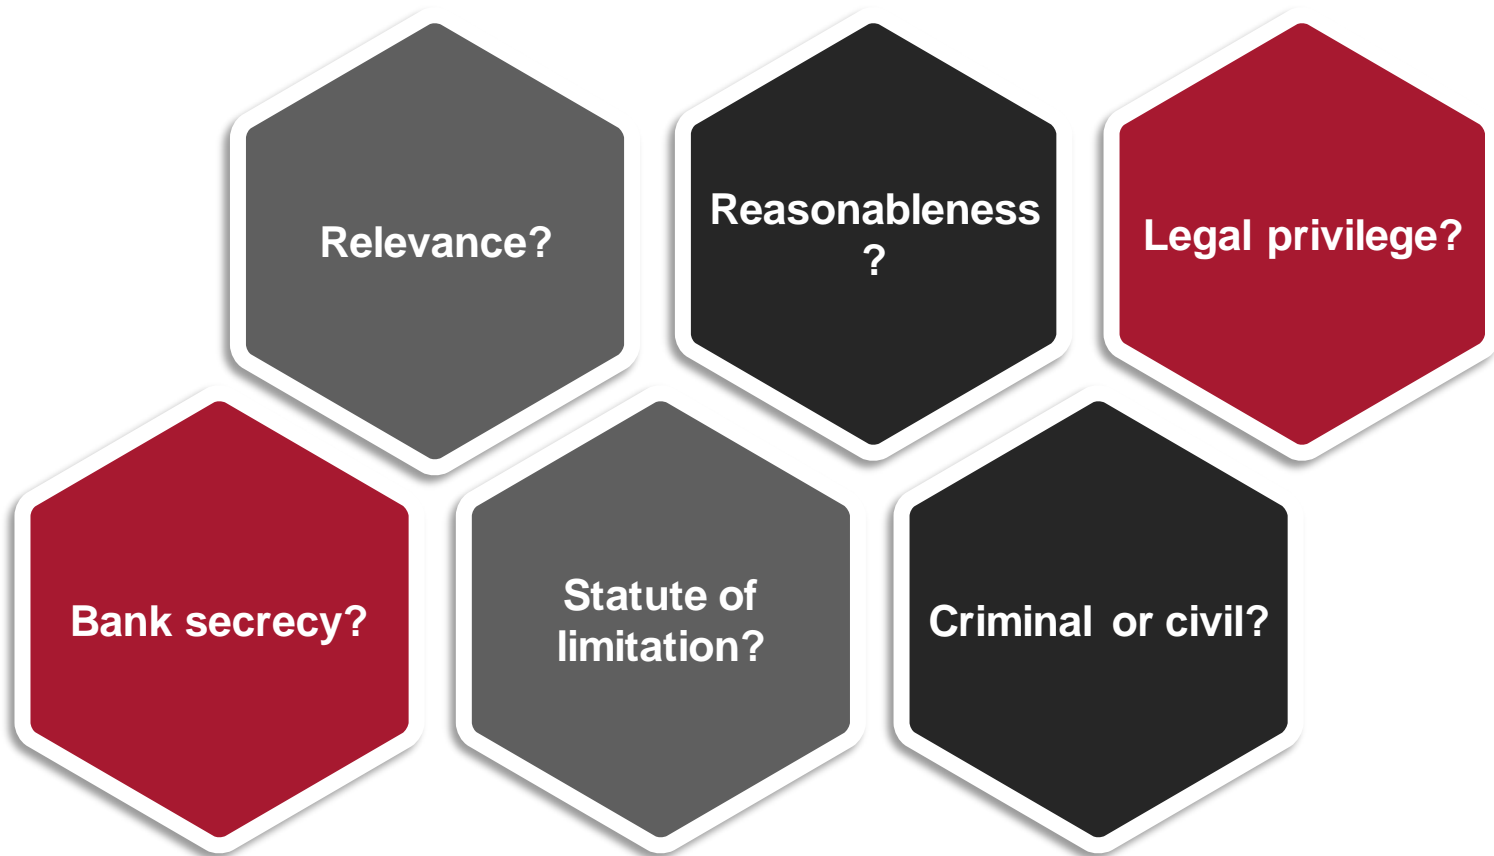 Relevance?
Reasonableness
?
Legal privilege?
Bank secrecy?
Statute of
limitation?
Criminal or civil?